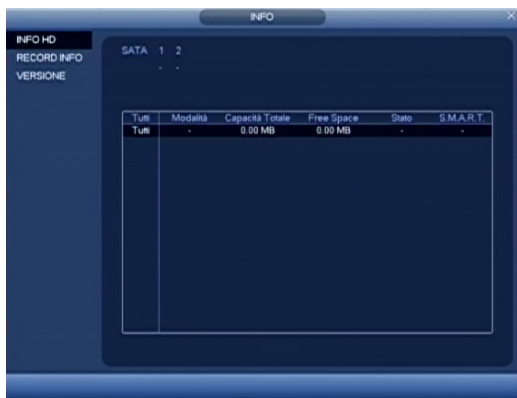 INFO
INFO HD
RECORD INFO
VERSIONE
SATA 1 2
- -
Tutti Modalità Capacità Totale Free Space Stato S.M.A.R.T.
Tutti - 0.00 MB 0.00 MB - -